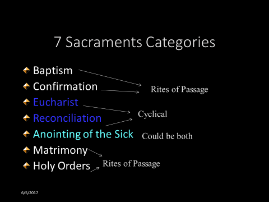 7 Sacraments Categories
Baptism
Confirmation
Rites of Passage
Eucharist
Cyclical
Reconciliation
Anointing of the Sick
Could be both
Matrimony
Holy Orders
Rites of Passage